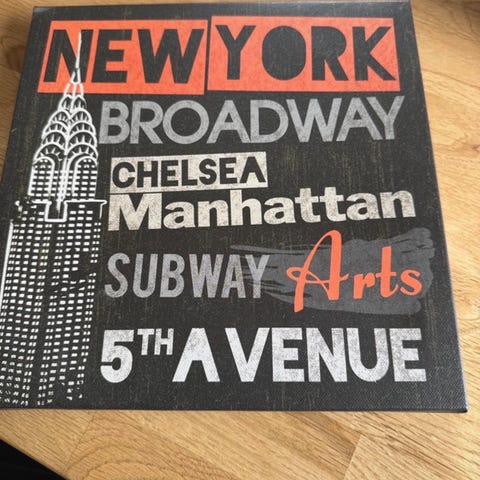 NEW YORK
BROADWAY
CHELSEA
Manhattan
SUBWAY Arts
5TH AVENUE